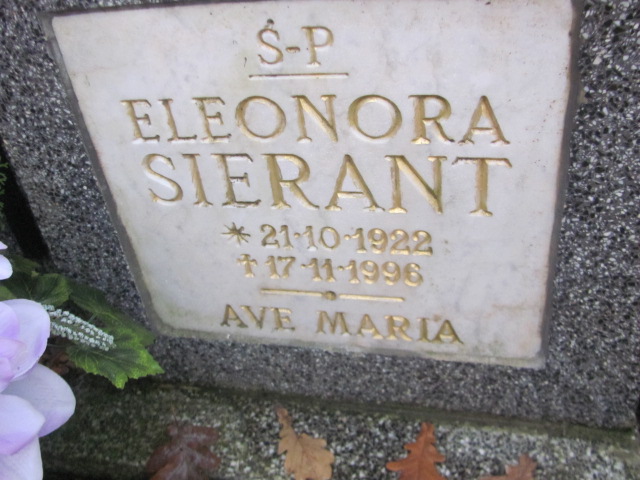 Ś-P
ELEONORA
SIERANT
* 21-10-1922
† 17-11-1996
AVE MARIA